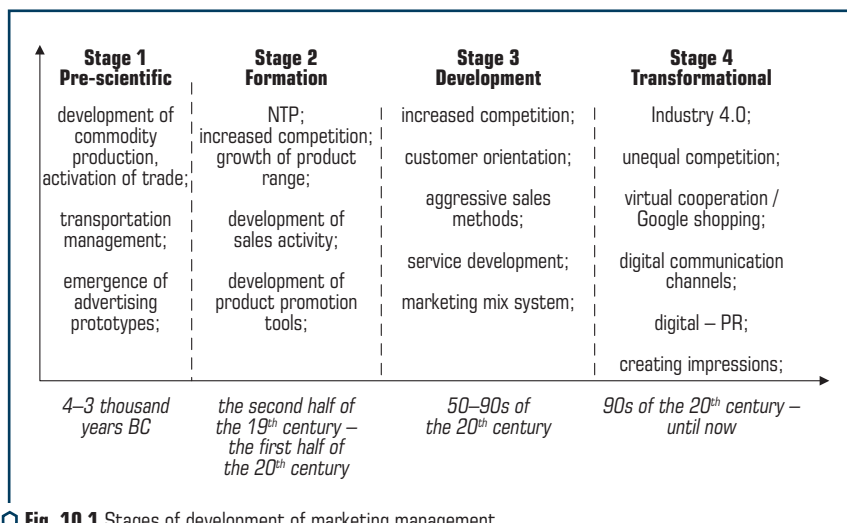 Stage 1
Pre-scientific
development of
commodity
production,
activation of trade;
transportation
management;
emergence of
advertising
prototypes;
4–3 thousand
years BC
Stage 2
Formation
NTP;
increased competition;
growth of product
range;
development of
sales activity;
development of
product promotion
tools;
the second half of
the 19th century –
the first half of
the 20th century
Stage 3
Development
increased competition;
customer orientation;
aggressive sales
methods;
service development;
marketing mix system;
50–90s of
the 20th century
Stage 4
Transformational
Industry 4.0;
unequal competition;
virtual cooperation /
Google shopping;
digital communication
channels;
digital – PR;
creating impressions;
90s of the 20th century –
until now
Fig. 10.1 Stages of development of marketing management